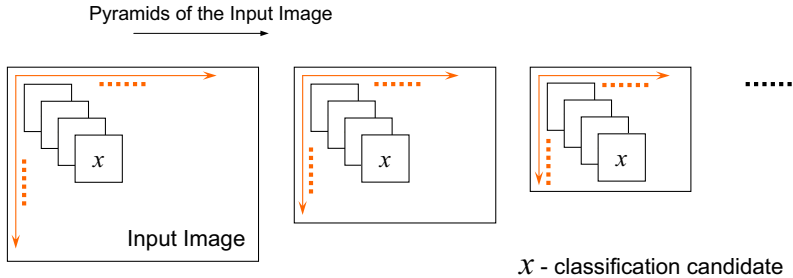 Pyramids of the Input Image
x
x
x
Input Image
x - classification candidate